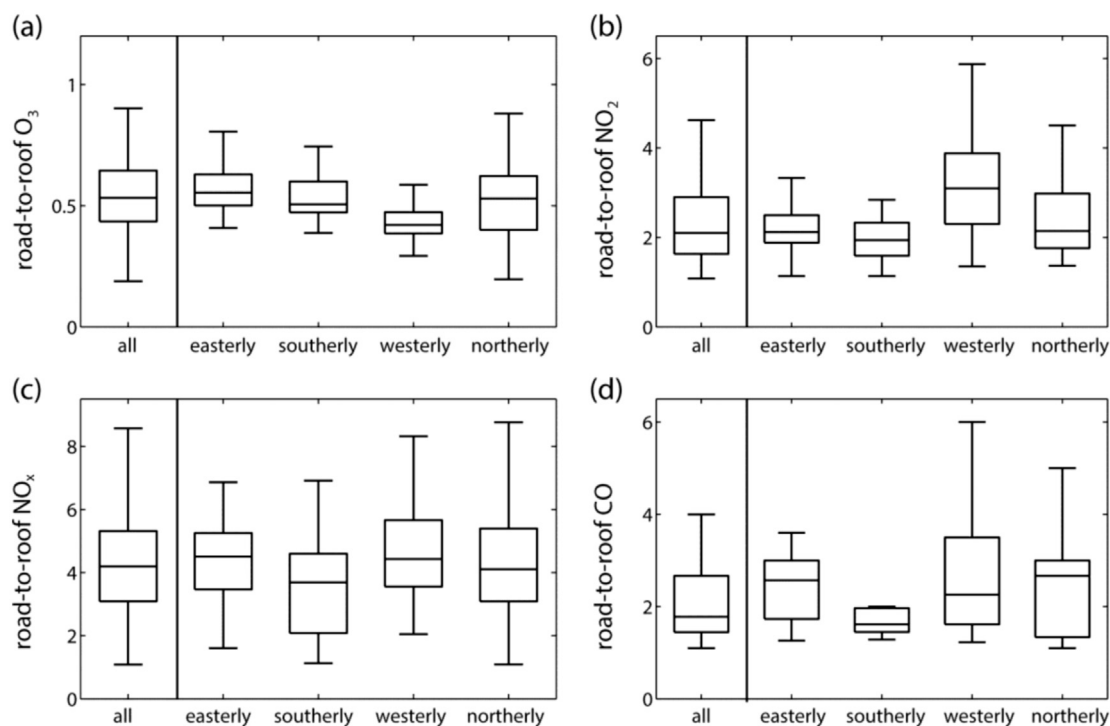 (a)
road-to-roof O₃
1
0.5
0
all easterly southerly westerly northerly
(b)
road-to-roof NO₂
6
4
2
0
all easterly southerly westerly northerly
(c)
road-to-roof NOₓ
8
6
4
2
0
all easterly southerly westerly northerly
(d)
road-to-roof CO
6
4
2
0
all easterly southerly westerly northerly